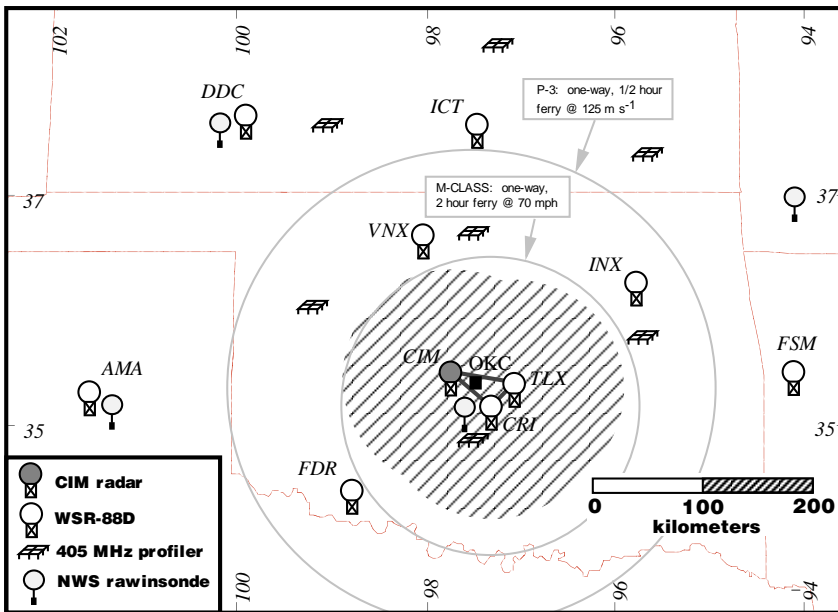 102
100
98
96
94
DDC
ICT
P-3: one-way, 1/2 hour
ferry @ 125 m s-1
37
37
M-CLASS: one-way,
2 hour ferry @ 70 mph
VNX
INX
CIM
OKC
TLX
CRI
FSM
AMA
35
35
FDR
CIM radar
WSR-88D
405 MHz profiler
NWS rawinsonde
0
100
200
kilometers
100
98
96
94